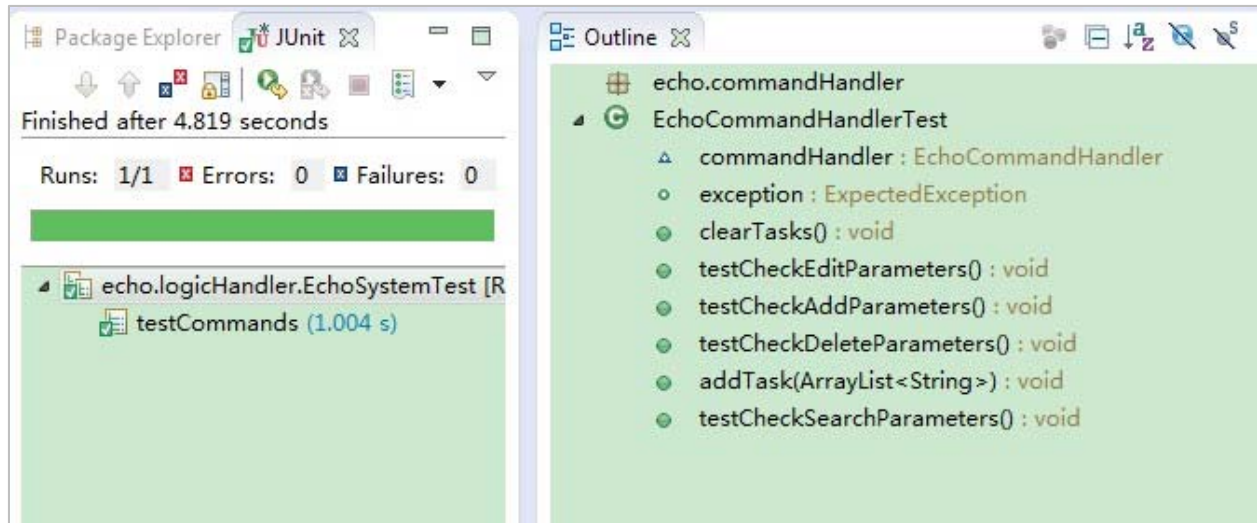 Package Explorer JUnit
Finished after 4.819 seconds
Runs: 1/1 Errors: 0 Failures: 0
echo.logicHandler.EchoSystemTest [R
testCommands (1.004 s)
Outline
echo.commandHandler
EchoCommandHandlerTest
commandHandler : EchoCommandHandler
exception : ExpectedException
clearTasks() : void
testCheckEditParameters() : void
testCheckAddParameters() : void
testCheckDeleteParameters() : void
addTask(ArrayList<String>) : void
testCheckSearchParameters() : void